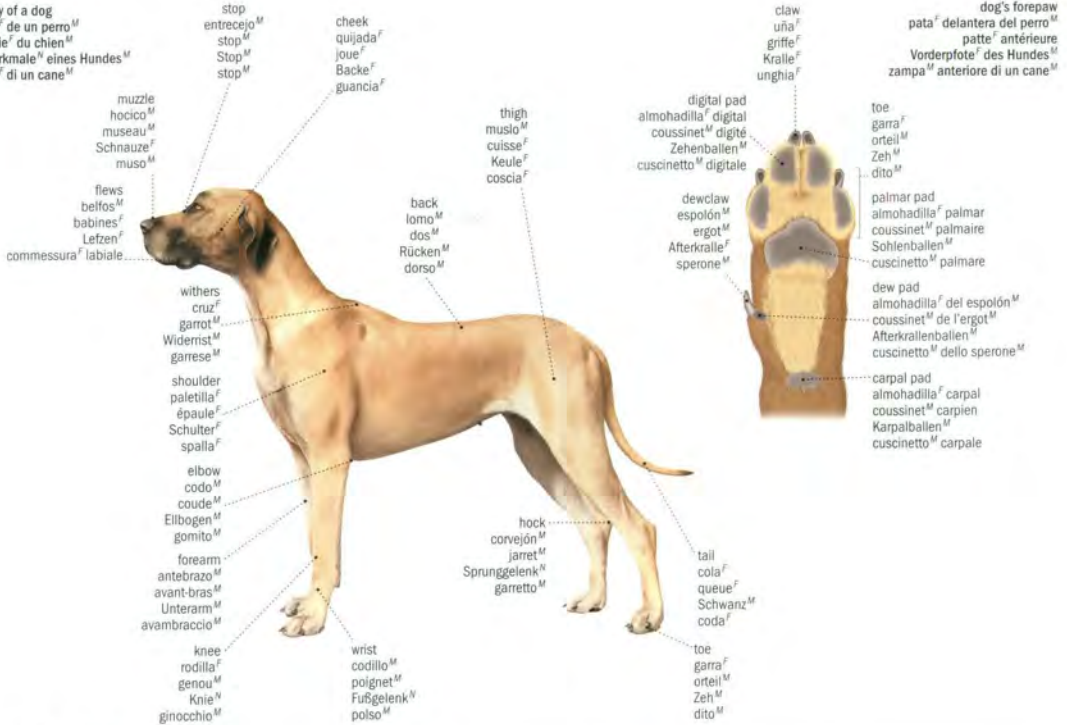 y of a dog
F de un perro M
ie F du chien M
rkmale N eines Hundes M
F di un cane M
stop
entrecejo M
stop M
Stop M
stop M
cheek
quijada F
joue F
Backe F
guancia F
muzzle
hocico M
museau M
Schnauze F
muso M
flews
belfos M
babines F
Lefzen F
commessura F labiale
thigh
muslo M
cuisse F
Keule F
coscia F
back
lomo M
dos M
Rücken M
dorso M
withers
cruz F
garrot M
Widerrist M
garrese M
shoulder
paletilla F
épaule F
Schulter F
spalla F
elbow
codo M
coude M
Ellbogen M
gomito M
forearm
antebrazo M
avant-bras M
Unterarm M
avambraccio M
knee
rodilla F
genou M
Knie N
ginocchio M
wrist
codillo M
poignet M
Fußgelenk N
polso M
hock
corvejón M
jarret M
Sprunggelenk N
garretto M
tail
cola F
queue F
Schwanz M
coda F
toe
garra F
orteil M
Zeh M
dito M
dog's forepaw
pata F delantera del perro M
patte F antérieure
Vorderpfote F des Hundes M
zampa M anteriore di un cane M
claw
uña F
griffe F
Kralle F
unghia F
digital pad
almohadilla F digital
coussinet M digité
Zehenballen M
cuscinetto M digitale
toe
garra F
orteil M
Zeh M
dito M
dewclaw
espolón M
ergot M
Afterkralle F
sperone M
palmar pad
almohadilla F palmar
coussinet M palmaire
Sohlenballen M
cuscinetto M palmare
dew pad
almohadilla F del espolón M
coussinet M de l'ergot M
Afterkrallenballen M
cuscinetto M dello sperone M
carpal pad
almohadilla F carpal
coussinet M carpien
Karpalballen M
cuscinetto M carpale